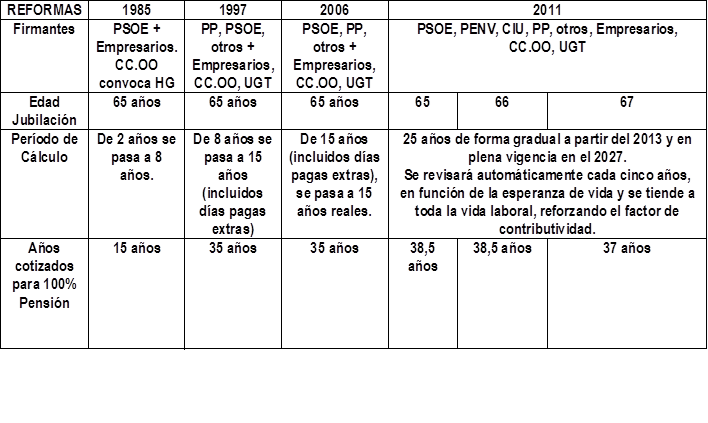 REFORMAS
1985
1997
2006
2011
Firmantes
PSOE +
Empresarios.
CC.OO
convoca HG
PP, PSOE,
otros +
Empresarios,
CC.OO, UGT
PSOE, PP,
otros +
Empresarios,
CC.OO, UGT
PSOE, PENV, CIU, PP, otros, Empresarios,
CC.OO, UGT
Edad
Jubilación
65 años
65 años
65 años
65
66
67
Período de
Cálculo
De 2 años se
pasa a 8
años.
De 8 años se
pasa a 15
años
(incluidos
días pagas
extras)
De 15 años
(incluidos días
pagas extras),
se pasa a 15
años reales.
25 años de forma gradual a partir del 2013 y en
plena vigencia en el 2027.
Se revisará automáticamente cada cinco años,
en función de la esperanza de vida y se tiende a
toda la vida laboral, reforzando el factor de
contributividad.
Años
cotizados
para 100%
Pensión
15 años
35 años
35 años
38,5
años
38,5 años
37 años